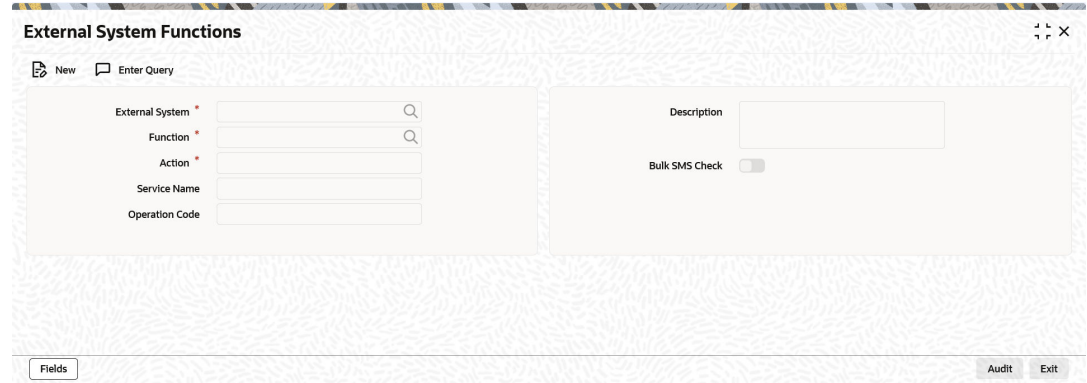 External System Functions
New
Enter Query
External System *
Function *
Action *
Service Name
Operation Code
Description
Bulk SMS Check
Fields
Audit
Exit